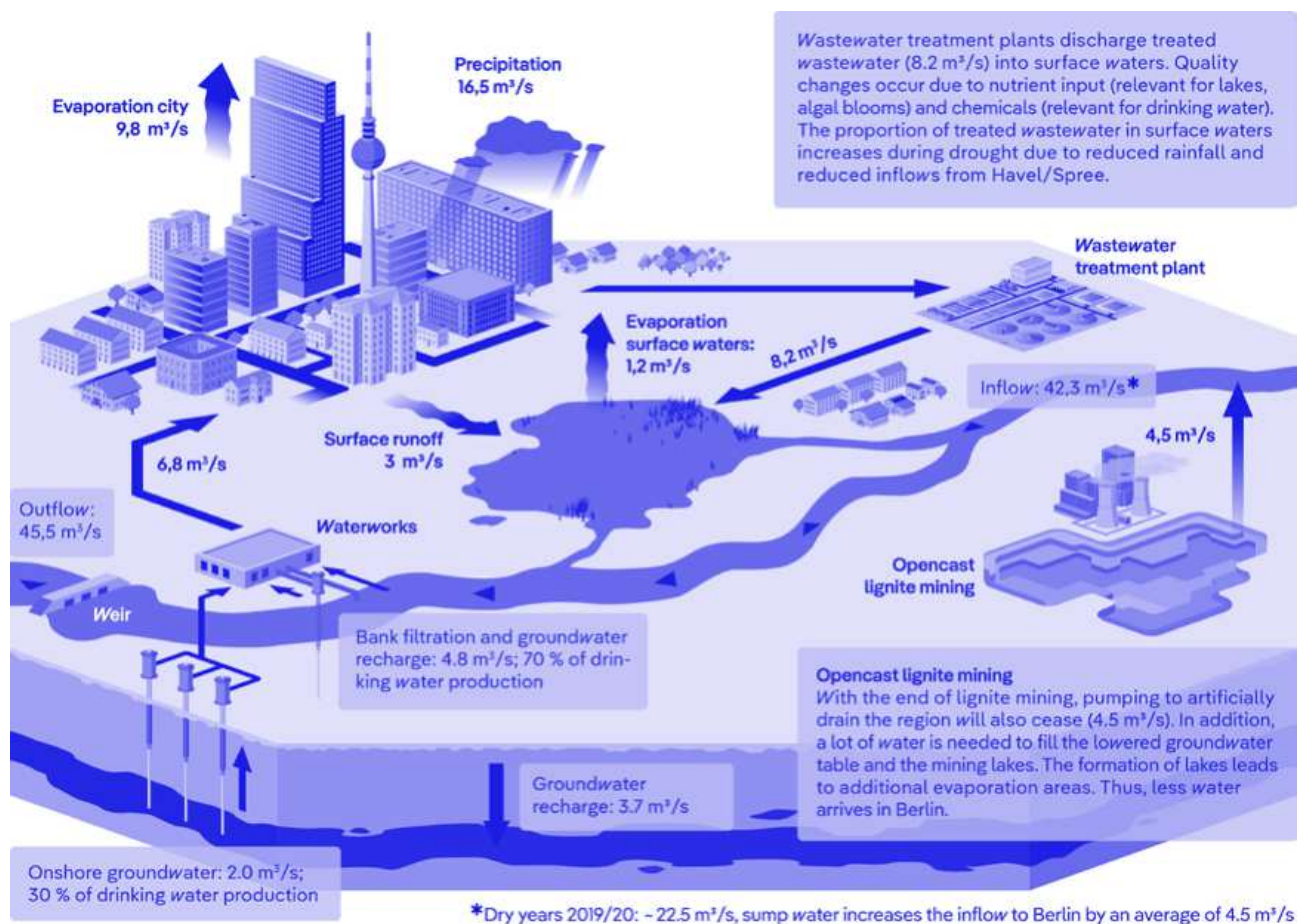 Wastewater treatment plants discharge treated
wastewater (8.2 m³/s) into surface waters. Quality
changes occur due to nutrient input (relevant for lakes,
algal blooms) and chemicals (relevant for drinking water).
The proportion of treated wastewater in surface waters
increases during drought due to reduced rainfall and
reduced inflows from Havel/Spree.
Precipitation
16,5 m³/s
Evaporation city
9,8 m³/s
Wastewater
treatment plant
Evaporation
surface waters:
1,2 m³/s
8,2 m³/s
Inflow: 42,3 m³/s*
4,5 m³/s
Surface runoff
3 m³/s
6,8 m³/s
Outflow:
45,5 m³/s
Waterworks
Opencast
lignite mining
Weir
Bank filtration and groundwater
recharge: 4.8 m³/s; 70 % of drin-
king water production
Opencast lignite mining
With the end of lignite mining, pumping to artificially
drain the region will also cease (4.5 m³/s). In addition,
a lot of water is needed to fill the lowered groundwater
table and the mining lakes. The formation of lakes leads
to additional evaporation areas. Thus, less water
arrives in Berlin.
Groundwater
recharge: 3.7 m³/s
Onshore groundwater: 2.0 m³/s;
30 % of drinking water production
*Dry years 2019/20: ~22.5 m³/s, sump water increases the inflow to Berlin by an average of 4.5 m³/s